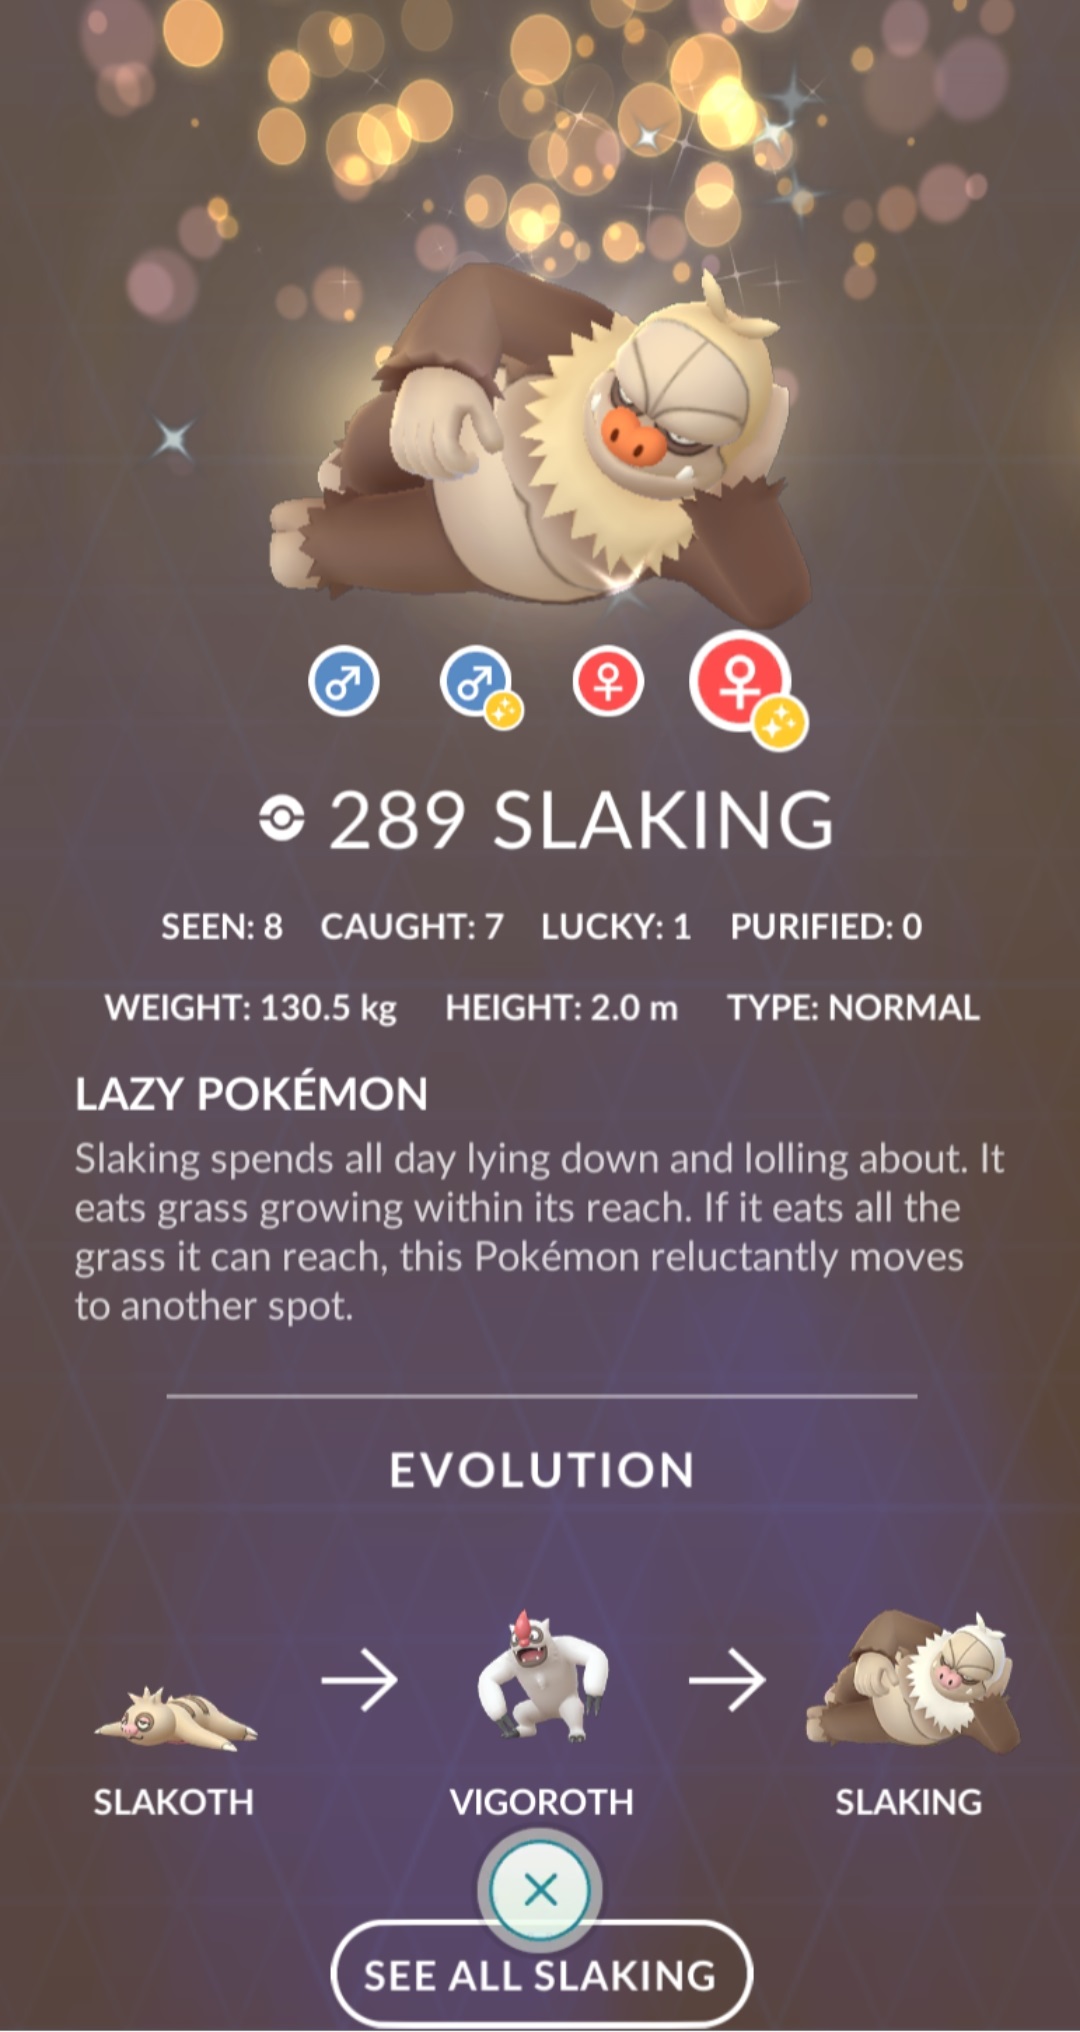 289 SLAKING
SEEN: 8 CAUGHT: 7 LUCKY: 1 PURIFIED: 0
WEIGHT: 130.5 kg HEIGHT: 2.0 m TYPE: NORMAL
LAZY POKÉMON
Slaking spends all day lying down and lolling about. It
eats grass growing within its reach. If it eats all the
grass it can reach, this Pokémon reluctantly moves
to another spot.
EVOLUTION
SLAKOTH VIGOROTH SLAKING
SEE ALL SLAKING